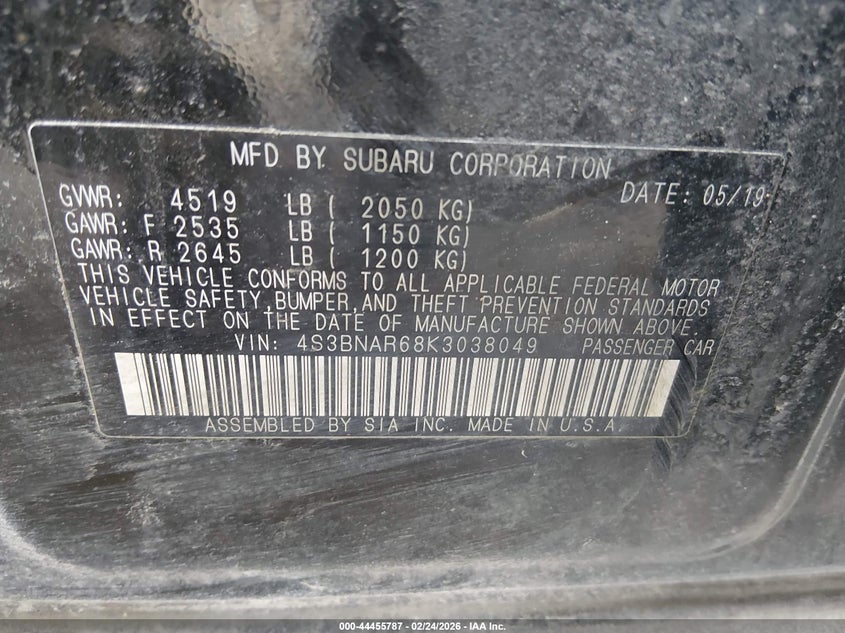 MFD BY SUBARU CORPORATION
GVWR: 4519 LB ( 2050 KG) DATE: 05/19
GAWR: F 2535 LB ( 1150 KG)
GAWR: R 2645 LB ( 1200 KG)
THIS VEHICLE CONFORMS TO ALL APPLICABLE FEDERAL MOTOR
VEHICLE SAFETY, BUMPER, AND THEFT PREVENTION STANDARDS
IN EFFECT ON THE DATE OF MANUFACTURE SHOWN ABOVE.
VIN: 4S3BNAR68K3038049 PASSENGER CAR
ASSEMBLED BY SIA INC. MADE IN U.S.A.
000-44455787 - 02/24/2026 - IAA Inc.